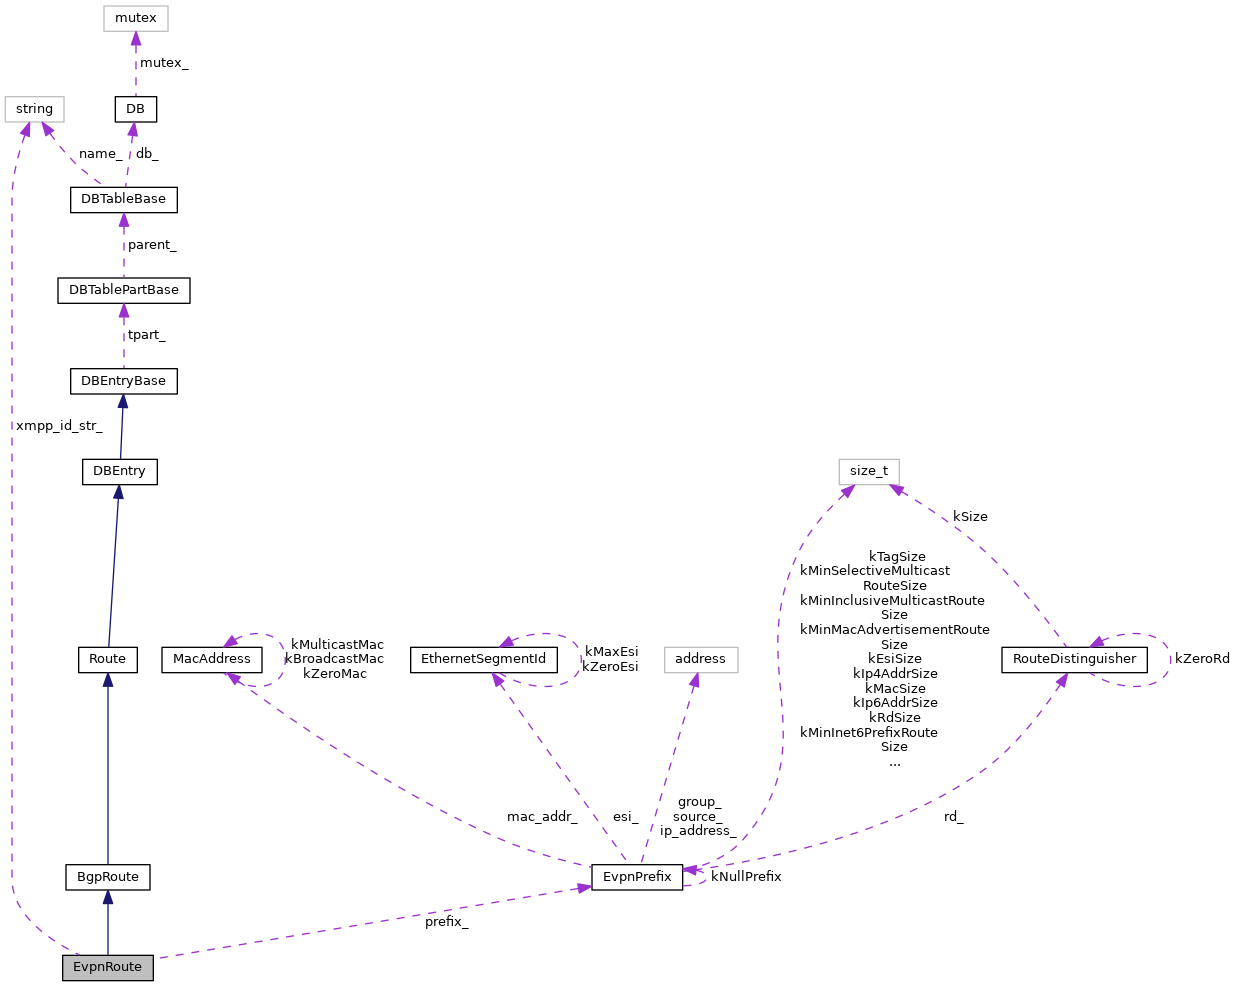 mutex
mutex_
string
DB
name_
db_
DBTableBase
parent_
DBTablePartBase
tpart_
DBEntryBase
xmpp_id_str_
DBEntry
size_t
kSize
kTagSize
kMinSelectiveMulticast
RouteSize
kMinInclusiveMulticastRoute
Size
kMinMacAdvertisementRoute
Size
kEsiSize
kIp4AddrSize
kMacSize
kIp6AddrSize
kRdSize
kMinInet6PrefixRoute
Size
...
Route
MacAddress
kMulticastMac
kBroadcastMac
kZeroMac
EthernetSegmentId
kMaxEsi
kZeroEsi
address
RouteDistinguisher
kZeroRd
mac_addr_
esi_
group_
source_
ip_address_
rd_
BgpRoute
EvpnPrefix
kNullPrefix
prefix_
EvpnRoute